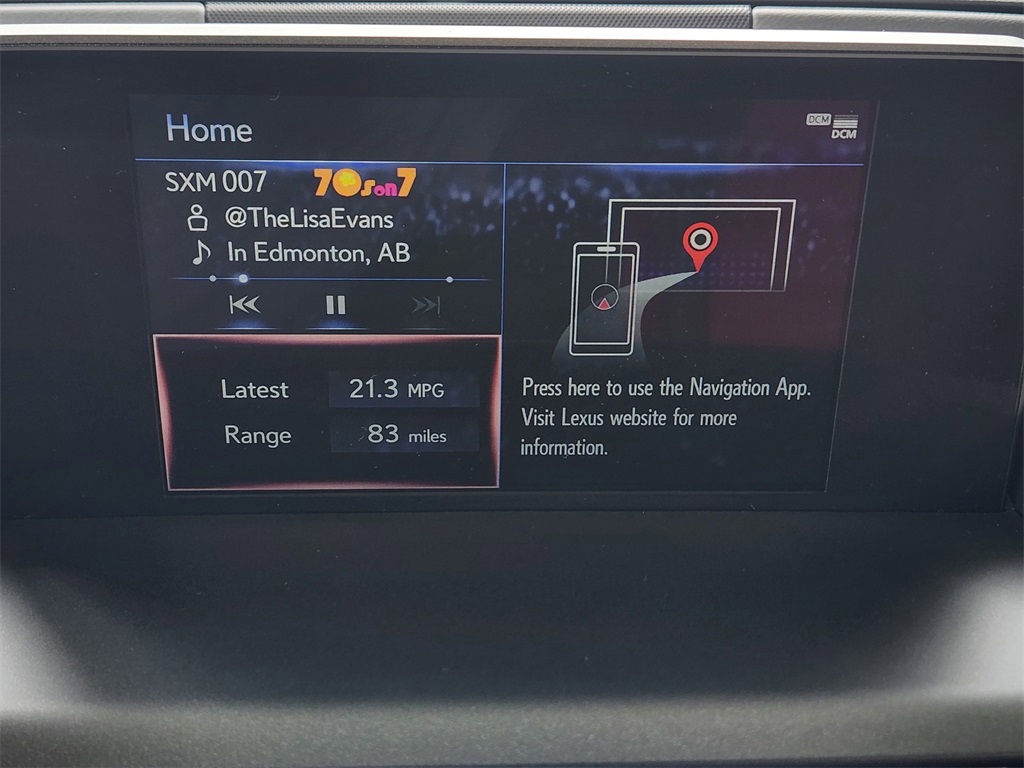 Home
DCM
DCM
SXM 007
70s on 7
@TheLisaEvans
In Edmonton, AB
Latest 21.3 MPG
Range 83 miles
Press here to use the Navigation App.
Visit Lexus website for more
information.